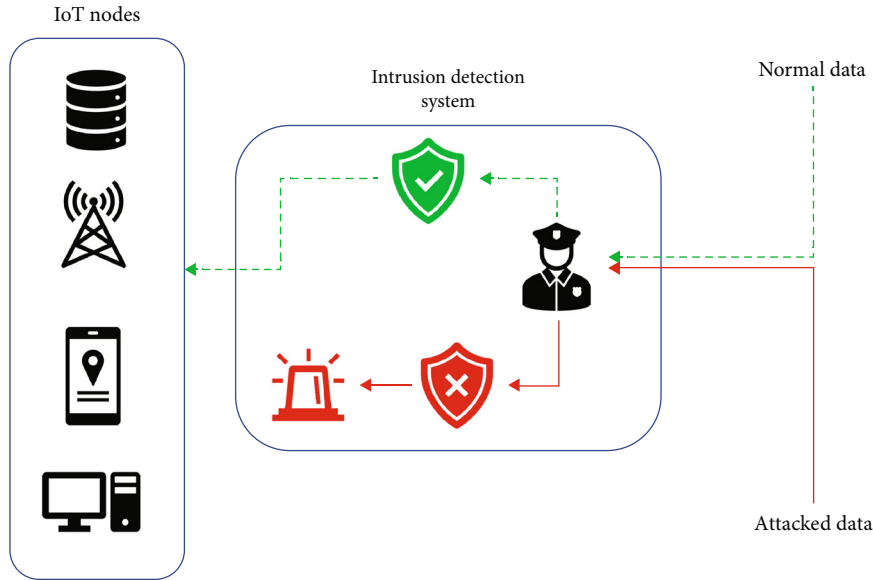 IoT nodes
Intrusion detection
system
Normal data
Attacked data